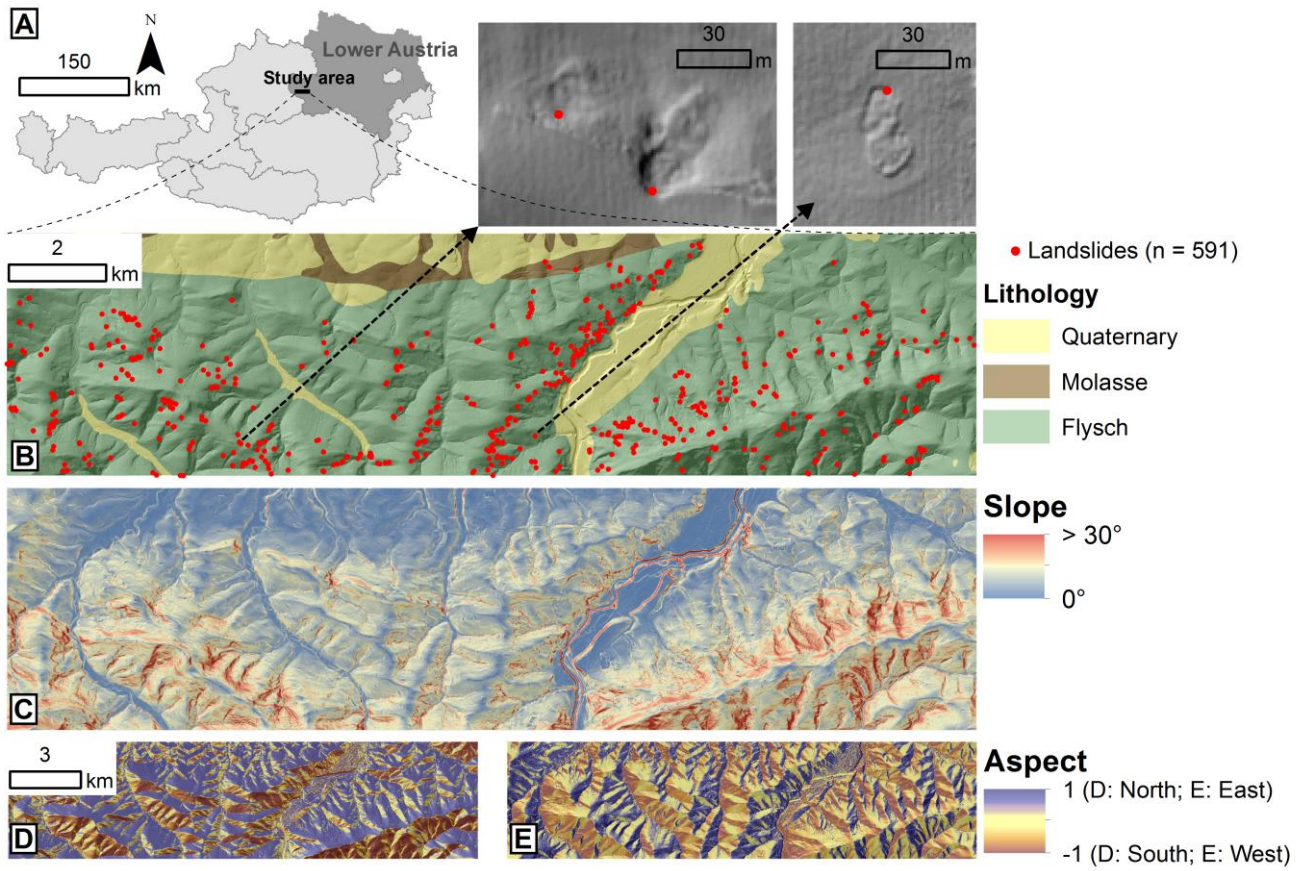 A
N
150
km
Lower Austria
Study area
30
m
30
m
2
km
B
Landslides (n = 591)
Lithology
Quaternary
Molasse
Flysch
C
Slope
> 30°
0°
3
km
D
E
Aspect
1 (D: North; E: East)
-1 (D: South; E: West)